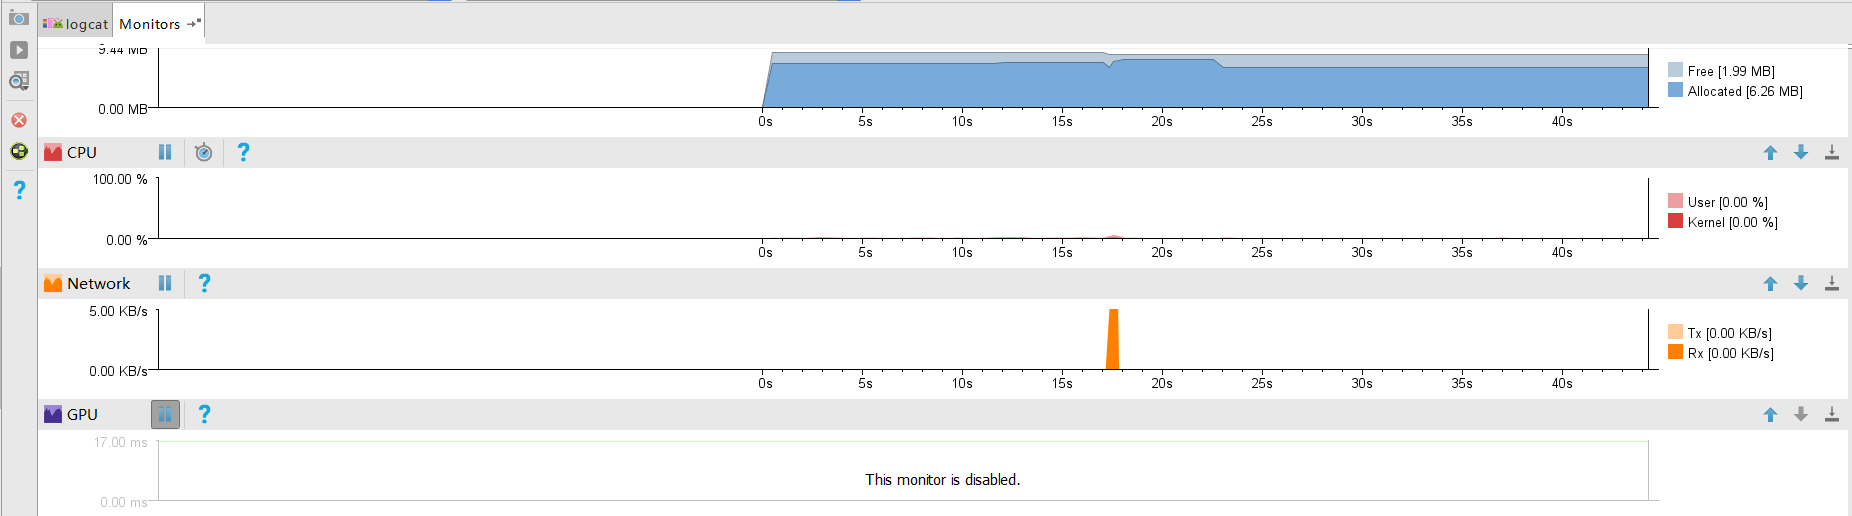 logcat Monitors
9.44 MB
Free [1.99 MB]
Allocated [6.26 MB]
0.00 MB
0s 5s 10s 15s 20s 25s 30s 35s 40s
CPU ?
100.00 %
User [0.00 %]
Kernel [0.00 %]
0.00 %
0s 5s 10s 15s 20s 25s 30s 35s 40s
?
Network ?
5.00 KB/s
Tx [0.00 KB/s]
Rx [0.00 KB/s]
0.00 KB/s
0s 5s 10s 15s 20s 25s 30s 35s 40s
GPU ?
17.00 ms
This monitor is disabled.
0.00 ms